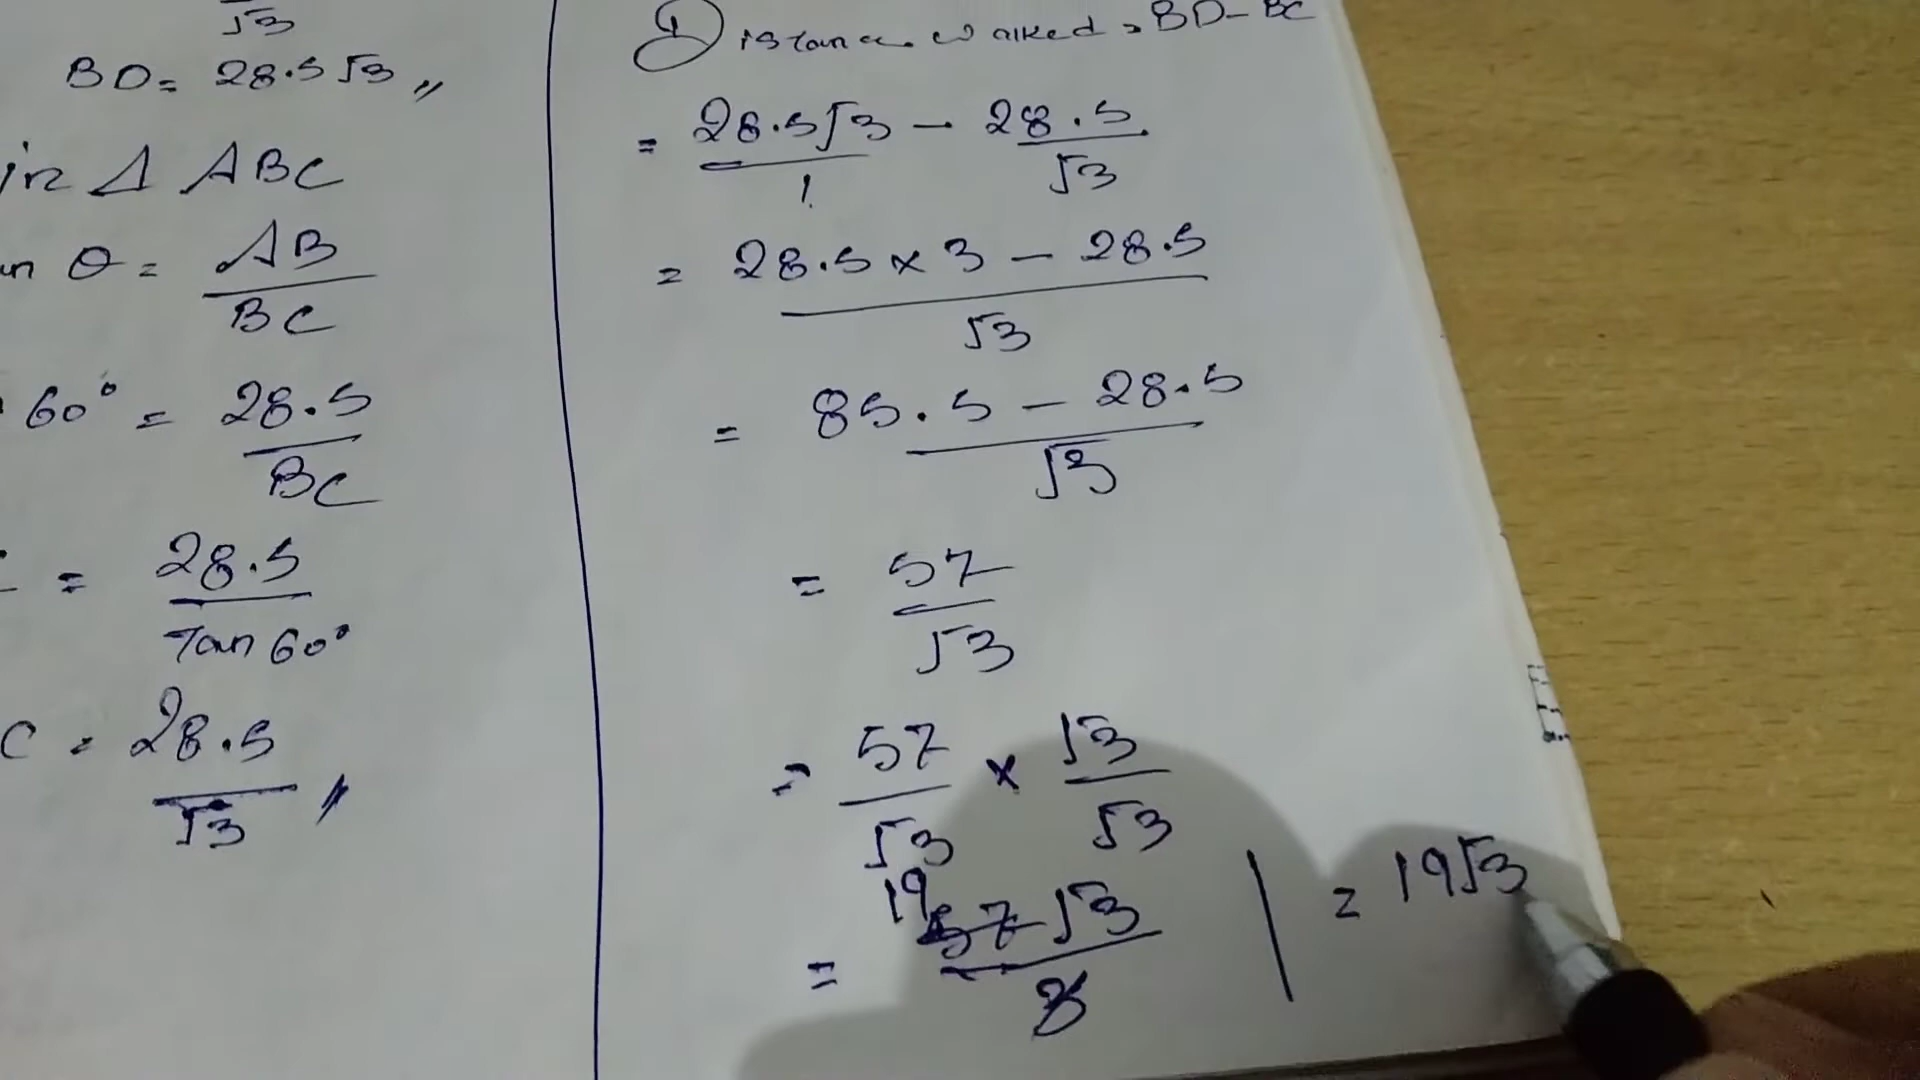 √3
BD = 28.5√3 ,,
in Δ ABC
θ = AB
BC
60° = 28.5
BC
= 28.5
Tan 60°
C = 28.5
√3 ,,
Distance walked = BD - BC
= 28.5√3 - 28.5
1 √3
= 28.5 × 3 - 28.5
√3
= 85.5 - 28.5
√3
= 57
√3
= 57 × √3
√3 √3
19
= 57√3
3
= 19√3